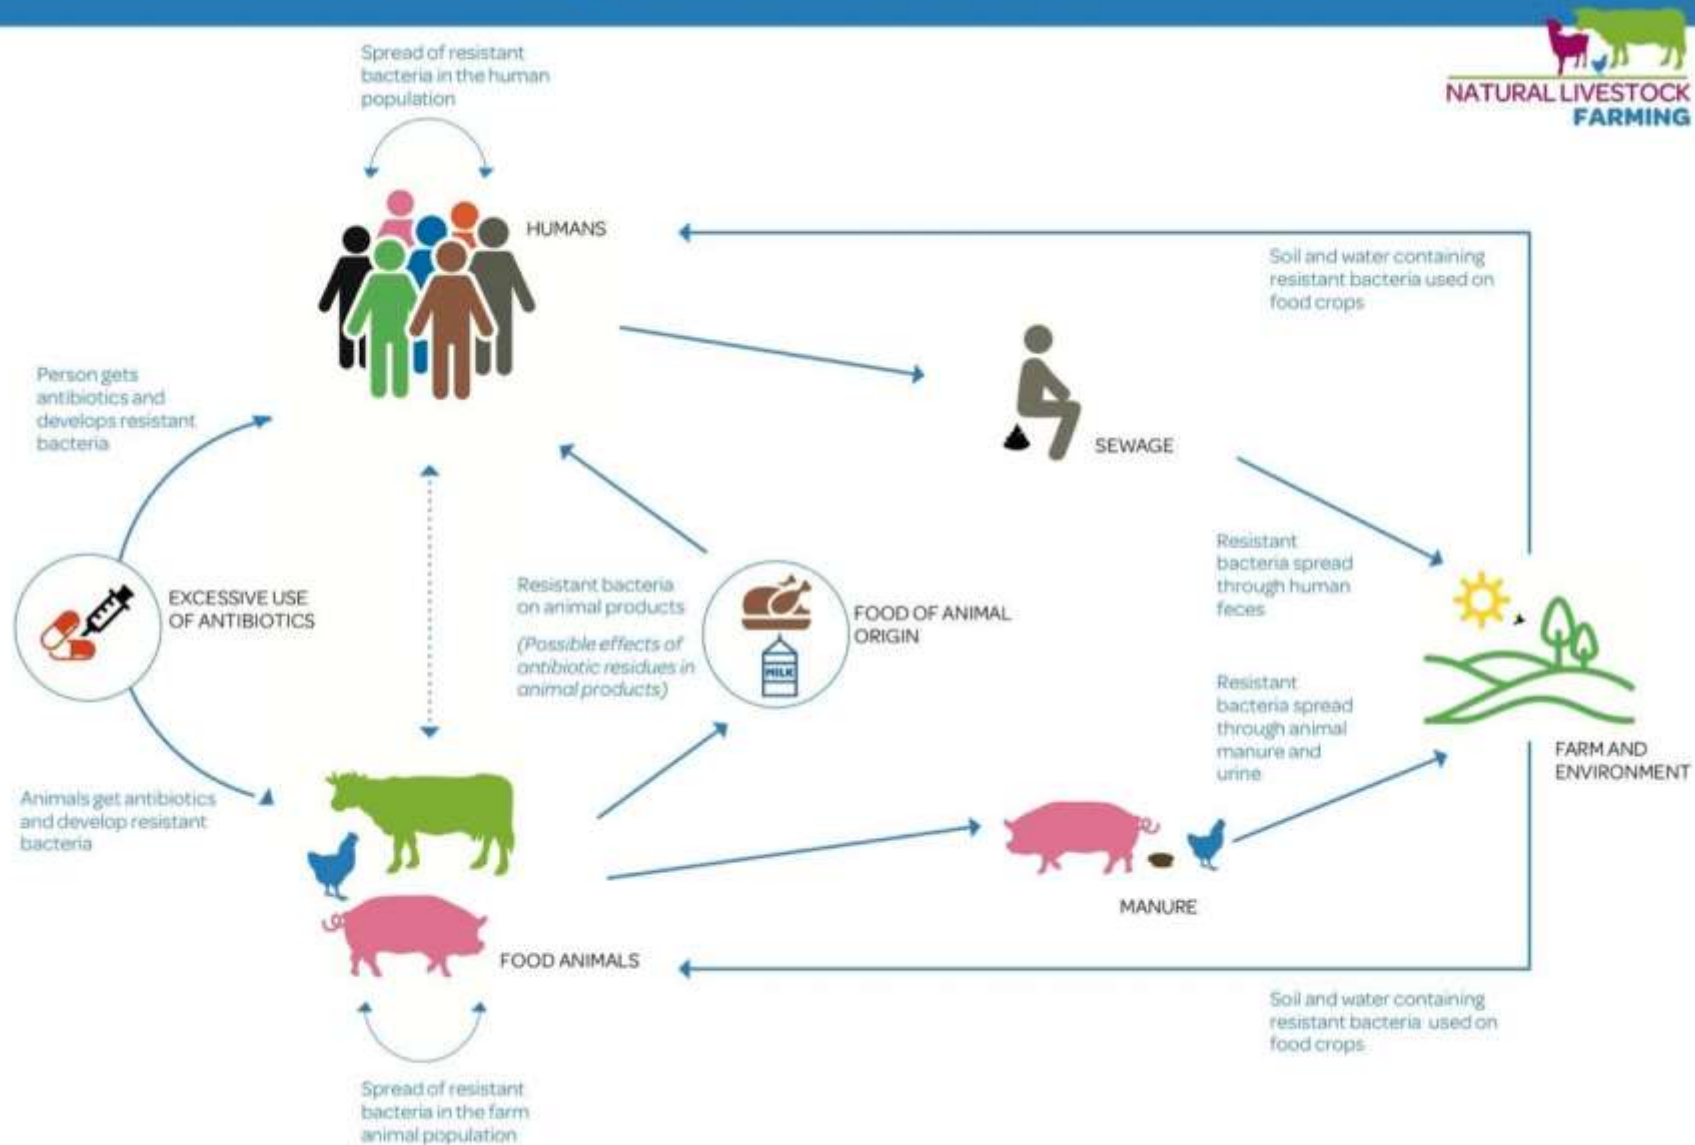 NATURAL LIVESTOCK
FARMING
Spread of resistant
bacteria in the human
population
HUMANS
Soil and water containing
resistant bacteria used on
food crops
Person gets
antibiotics and
develops resistant
bacteria
SEWAGE
EXCESSIVE USE
OF ANTIBIOTICS
Resistant bacteria
on animal products
(Possible effects of
antibiotic residues in
animal products)
MILK
FOOD OF ANIMAL
ORIGIN
Resistant
bacteria spread
through human
feces
Resistant
bacteria spread
through animal
manure and
urine
FARM AND
ENVIRONMENT
Animals get antibiotics
and develop resistant
bacteria
MANURE
FOOD ANIMALS
Soil and water containing
resistant bacteria used on
food crops
Spread of resistant
bacteria in the farm
animal population